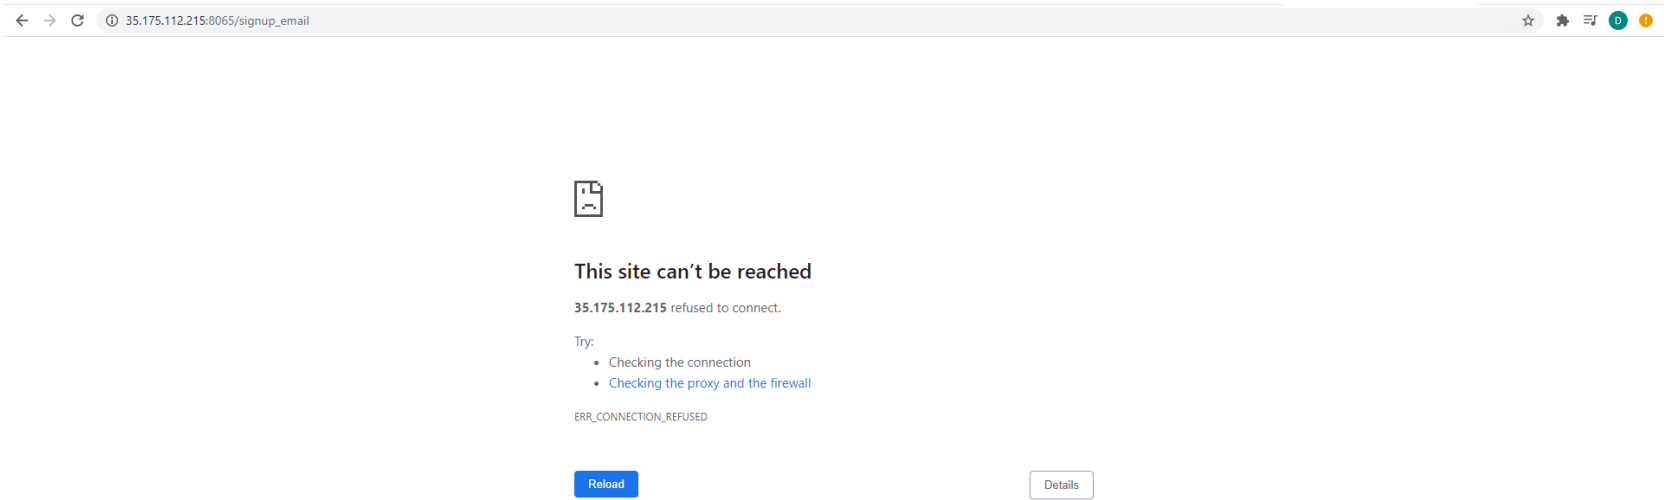 35.175.112.215:8065/signup_email
D
This site can’t be reached
35.175.112.215 refused to connect.
Try:
• Checking the connection
• Checking the proxy and the firewall
ERR_CONNECTION_REFUSED
Reload
Details